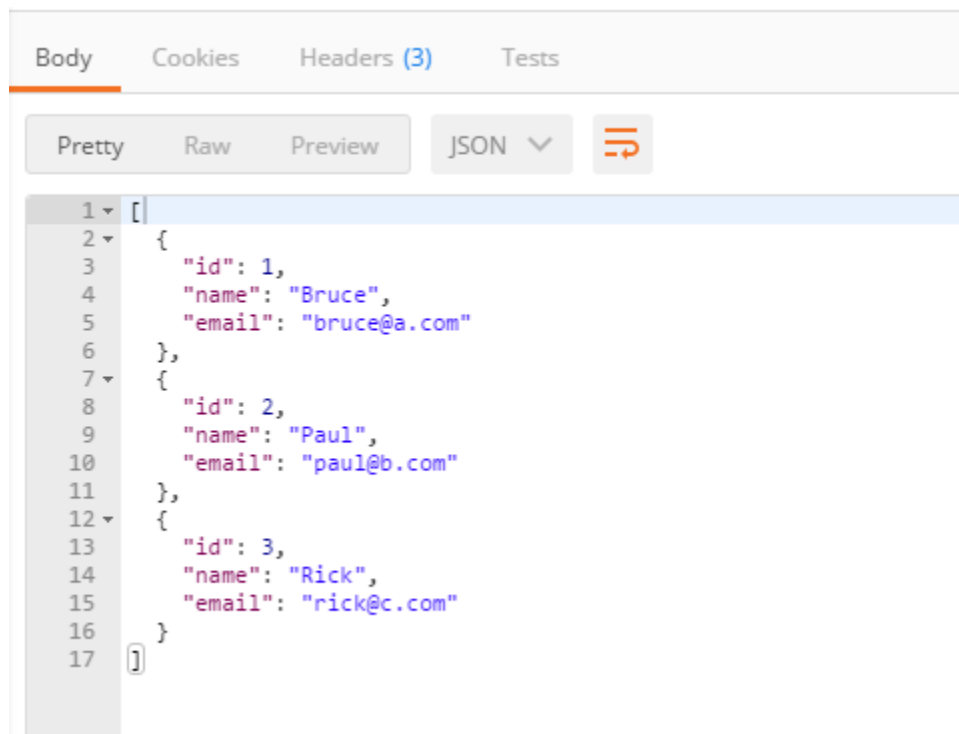 Body Cookies Headers (3) Tests
Pretty Raw Preview JSON
1 [
2 {
3 "id": 1,
4 "name": "Bruce",
5 "email": "bruce@a.com"
6 },
7 {
8 "id": 2,
9 "name": "Paul",
10 "email": "paul@b.com"
11 },
12 {
13 "id": 3,
14 "name": "Rick",
15 "email": "rick@c.com"
16 }
17 ]